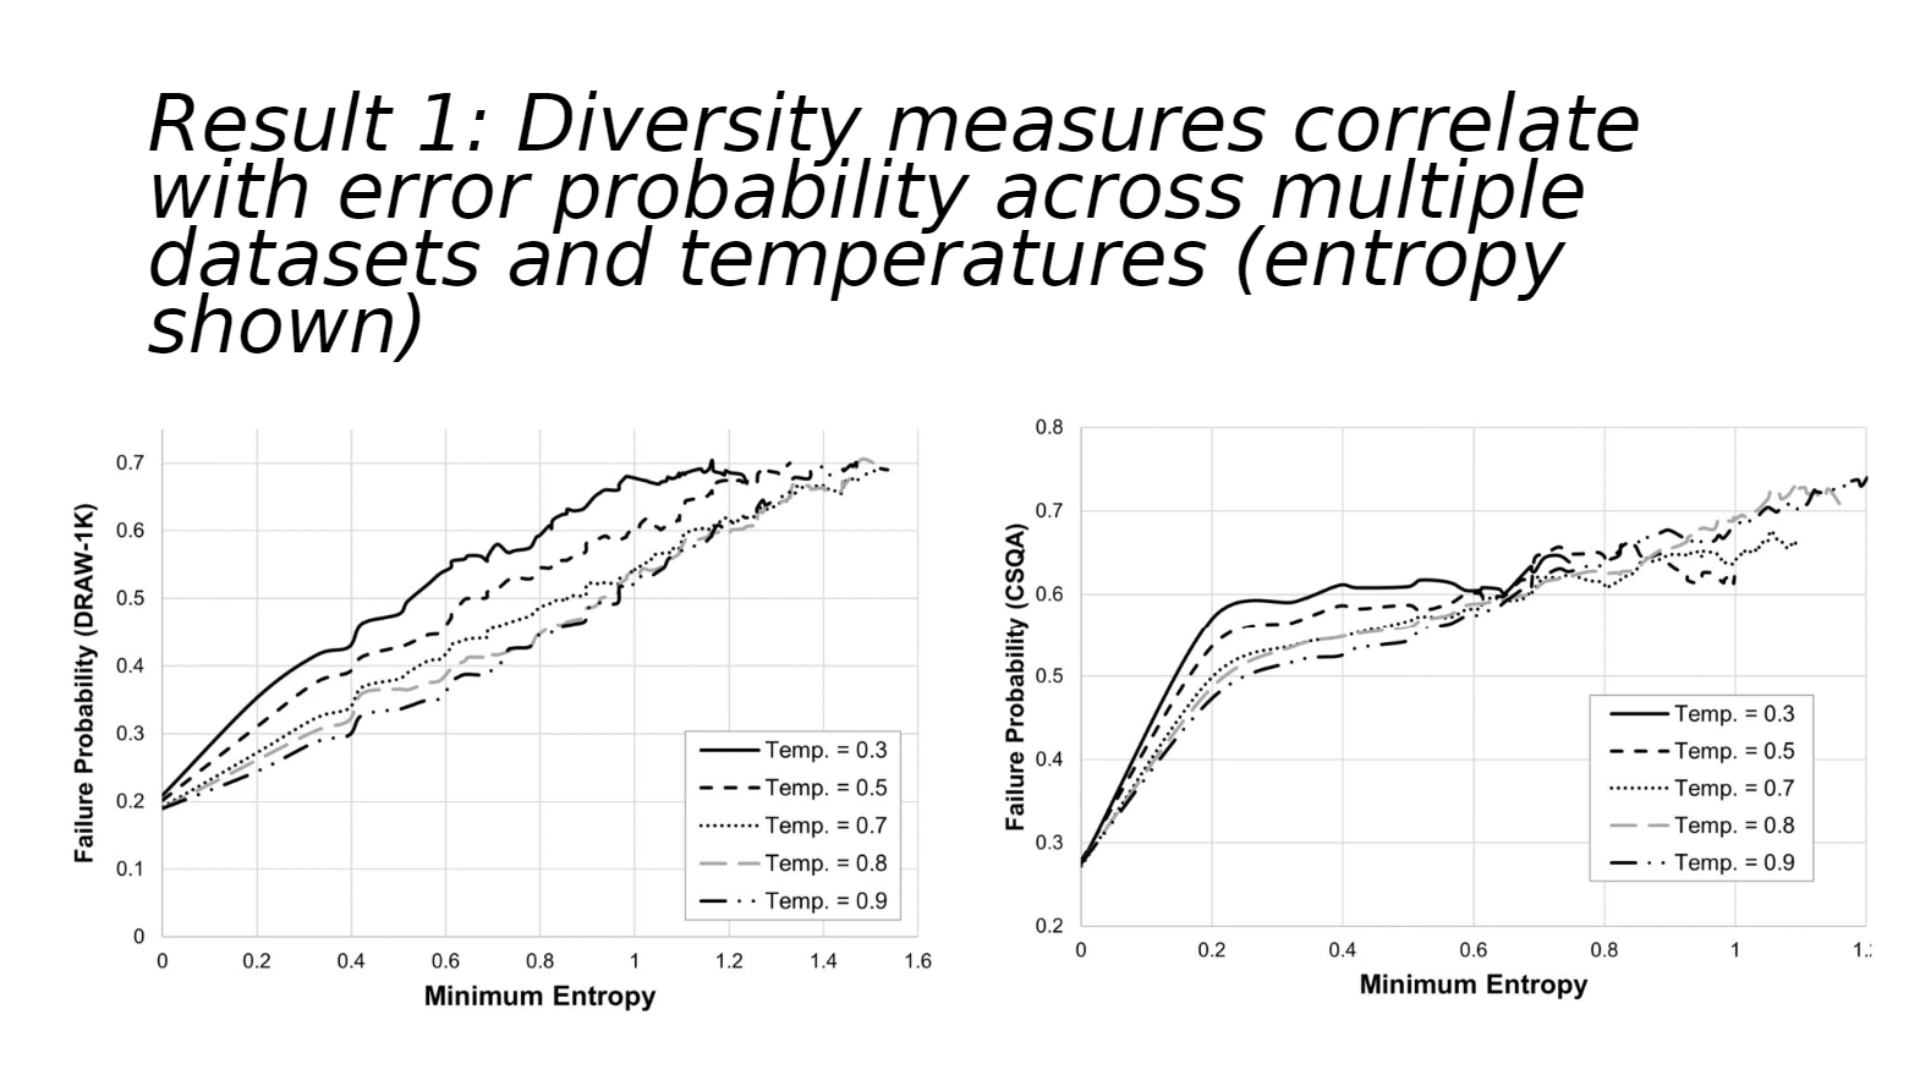 Result 1: Diversity measures correlate
with error probability across multiple
datasets and temperatures (entropy
shown)
Failure Probability (DRAW-1K)
0.7
0.6
0.5
0.4
0.3
0.2
0.1
0
0 0.2 0.4 0.6 0.8 1 1.2 1.4 1.6
Minimum Entropy
Temp. = 0.3
Temp. = 0.5
Temp. = 0.7
Temp. = 0.8
Temp. = 0.9
Failure Probability (CSQA)
0.8
0.7
0.6
0.5
0.4
0.3
0.2
0 0.2 0.4 0.6 0.8 1
Minimum Entropy
Temp. = 0.3
Temp. = 0.5
Temp. = 0.7
Temp. = 0.8
Temp. = 0.9